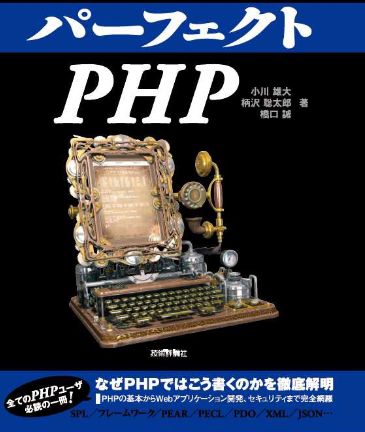 パーフェクト
PHP
小川 雄大
柄沢 聡太郎 著
橋口 誠
技術評論社
全てのPHPユーザ
必読の一冊!
なぜPHPではこう書くのかを徹底解明
PHPの基本からWebアプリケーション開発、セキュリティまで完全網羅
SPL/フレームワーク/PEAR/PECL/PDO/XML/JSON…